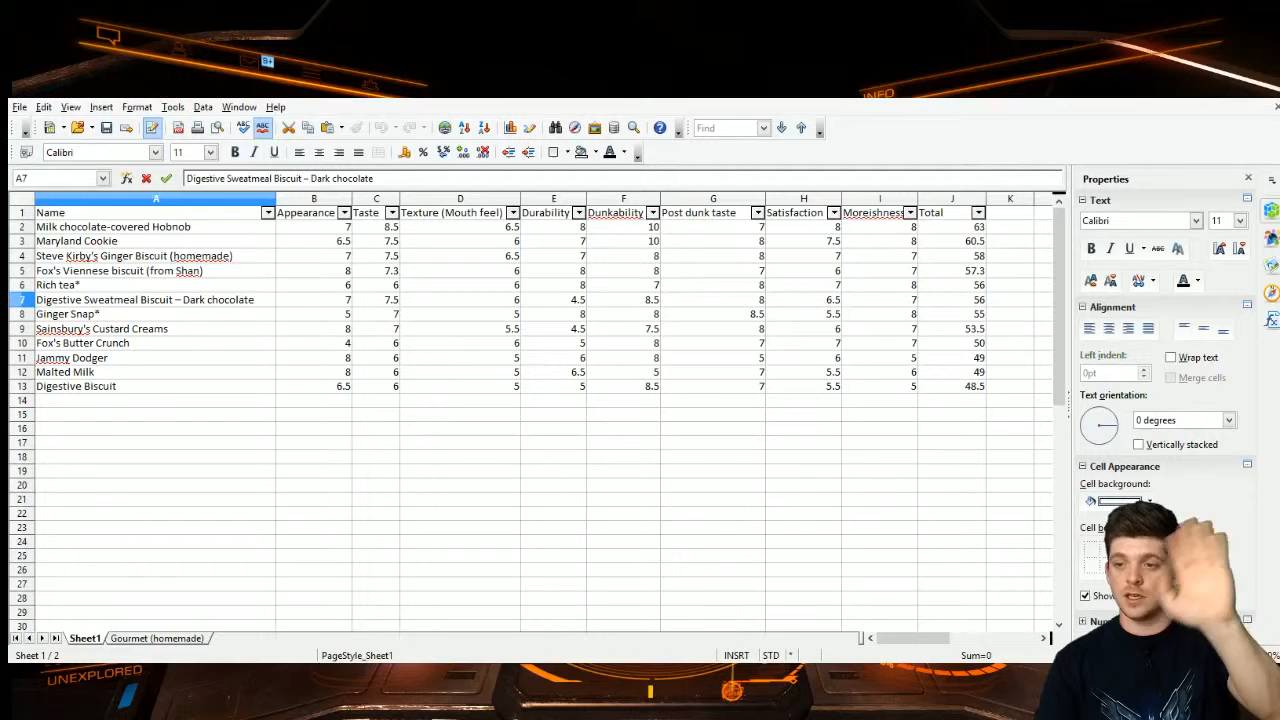 INFO
9+
File Edit View Insert Format Tools Data Window Help
Find
Calibri 11
A7 Digestive Sweatmeal Biscuit – Dark chocolate
Properties
A B C D E F G H I J K
1 Name Appearance Taste Texture (Mouth feel) Durability Dunkability Post dunk taste Satisfaction Moreishness Total
2 Milk chocolate-covered Hobnob 7 8.5 6.5 8 10 7 8 8 63
3 Maryland Cookie 6.5 7.5 6 7 10 8 7.5 8 60.5
4 Steve Kirby's Ginger Biscuit (homemade) 7 7.5 6.5 7 8 8 7 7 58
5 Fox's Viennese biscuit (from Shan) 8 7.3 6 8 8 7 6 7 57.3
6 Rich tea* 6 6 6 8 7 8 7 8 56
7 Digestive Sweatmeal Biscuit – Dark chocolate 7 7.5 6 4.5 8.5 8 6.5 7 56
8 Ginger Snap* 5 7 5 8 8 8.5 5.5 8 55
9 Sainsbury's Custard Creams 8 7 5.5 4.5 7.5 8 6 7 53.5
10 Fox's Butter Crunch 4 6 6 5 8 7 7 7 50
11 Jammy Dodger 8 6 5 6 8 5 6 5 49
12 Malted Milk 8 6 5 6.5 5 7 5.5 6 49
13 Digestive Biscuit 6.5 6 5 5 8.5 7 5.5 5 48.5
14
15
16
17
18
19
20
21
22
23
24
25
26
27
28
29
30
Text
Calibri 11
Alignment
Left indent:
0pt
Wrap text
Merge cells
Text orientation:
0 degrees
Vertically stacked
Cell Appearance
Cell background:
Sheet1 Gourmet (homemade)
Sheet 1 / 2 PageStyle_Sheet1 INSRT STD * Sum=0
UNEXPLORED